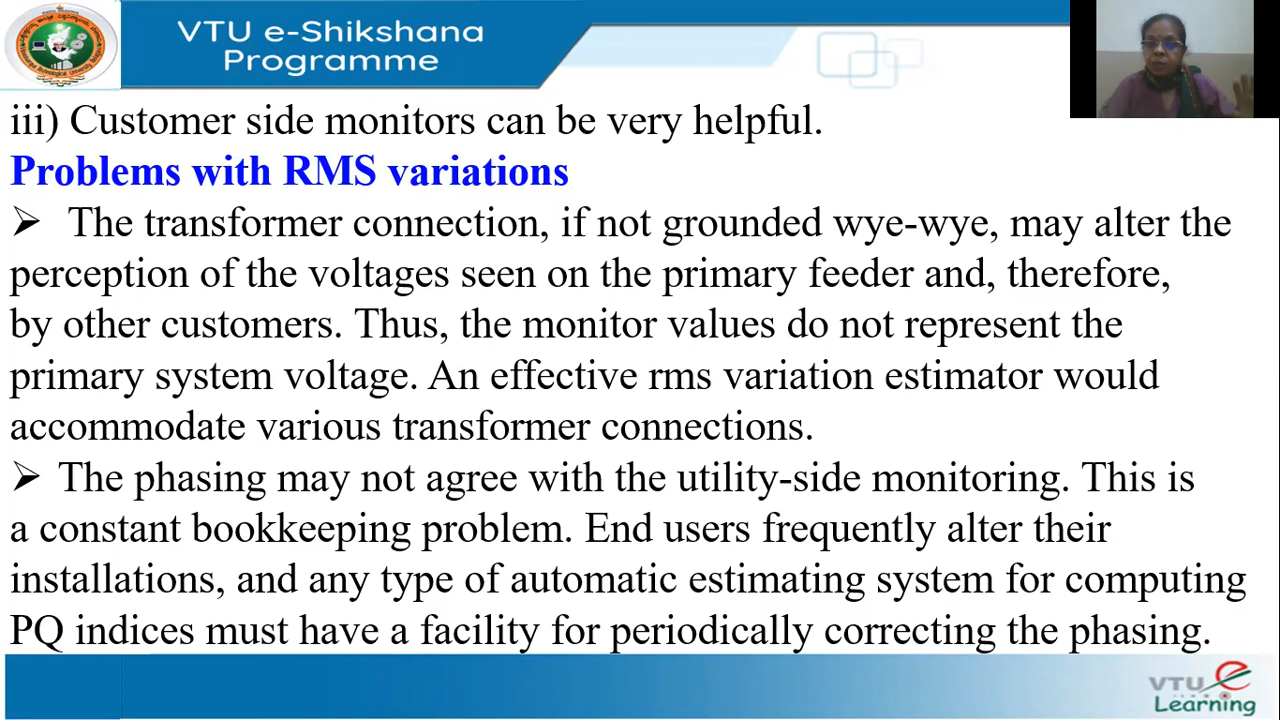 VTU e-Shikshana
Programme
iii) Customer side monitors can be very helpful.
Problems with RMS variations
➢ The transformer connection, if not grounded wye-wye, may alter the
perception of the voltages seen on the primary feeder and, therefore,
by other customers. Thus, the monitor values do not represent the
primary system voltage. An effective rms variation estimator would
accommodate various transformer connections.
➢ The phasing may not agree with the utility-side monitoring. This is
a constant bookkeeping problem. End users frequently alter their
installations, and any type of automatic estimating system for computing
PQ indices must have a facility for periodically correcting the phasing.
VTU e
Learning